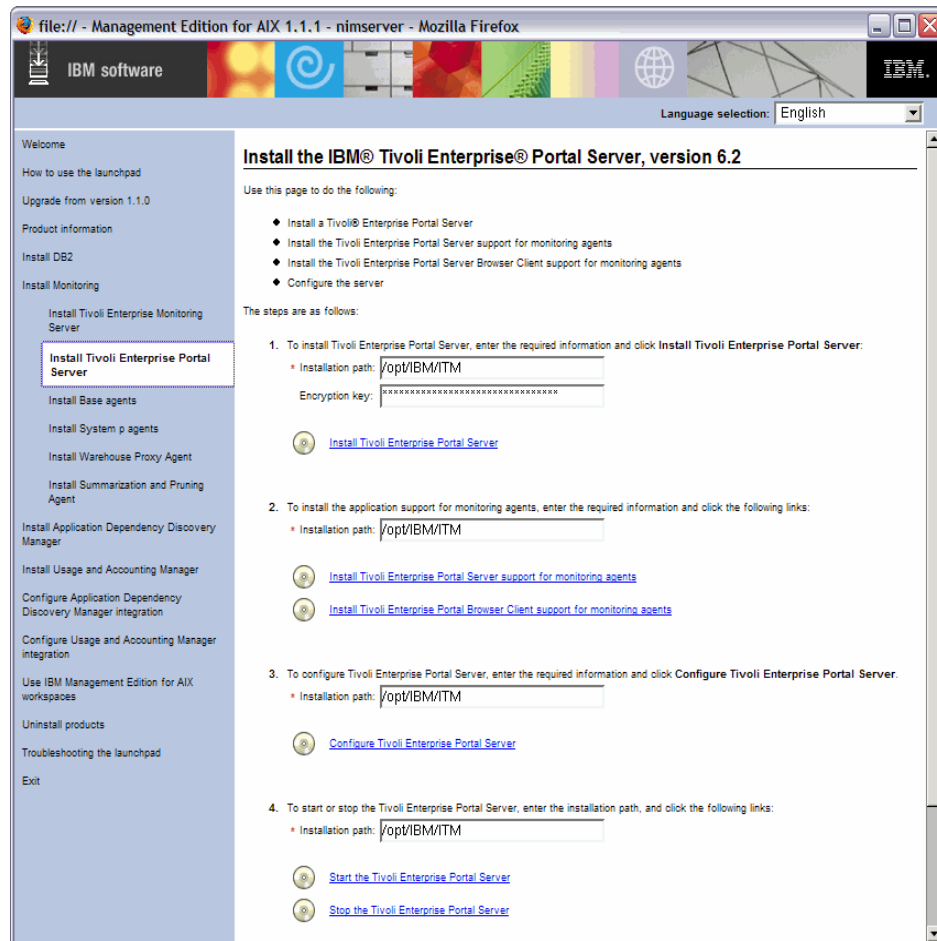 file:// - Management Edition for AIX 1.1.1 - nimserver - Mozilla Firefox
IBM software
IBM.
Language selection: English
Welcome
How to use the launchpad
Upgrade from version 1.1.0
Product information
Install DB2
Install Monitoring
Install Tivoli Enterprise Monitoring
Server
Install Tivoli Enterprise Portal
Server
Install Base agents
Install System p agents
Install Warehouse Proxy Agent
Install Summarization and Pruning
Agent
Install Application Dependency Discovery
Manager
Install Usage and Accounting Manager
Configure Application Dependency
Discovery Manager integration
Configure Usage and Accounting Manager
integration
Use IBM Management Edition for AIX
workspaces
Uninstall products
Troubleshooting the launchpad
Exit
Install the IBM® Tivoli Enterprise® Portal Server, version 6.2
Use this page to do the following:
◆ Install a Tivoli® Enterprise Portal Server
◆ Install the Tivoli Enterprise Portal Server support for monitoring agents
◆ Install the Tivoli Enterprise Portal Server Browser Client support for monitoring agents
◆ Configure the server
The steps are as follows:
1. To install Tivoli Enterprise Portal Server, enter the required information and click Install Tivoli Enterprise Portal Server:
* Installation path: /opt/IBM/ITM
Encryption key: ********************************
Install Tivoli Enterprise Portal Server
2. To install the application support for monitoring agents, enter the required information and click the following links:
* Installation path: /opt/IBM/ITM
Install Tivoli Enterprise Portal Server support for monitoring agents
Install Tivoli Enterprise Portal Browser Client support for monitoring agents
3. To configure Tivoli Enterprise Portal Server, enter the required information and click Configure Tivoli Enterprise Portal Server.
* Installation path: /opt/IBM/ITM
Configure Tivoli Enterprise Portal Server
4. To start or stop the Tivoli Enterprise Portal Server, enter the installation path, and click the following links:
* Installation path: /opt/IBM/ITM
Start the Tivoli Enterprise Portal Server
Stop the Tivoli Enterprise Portal Server